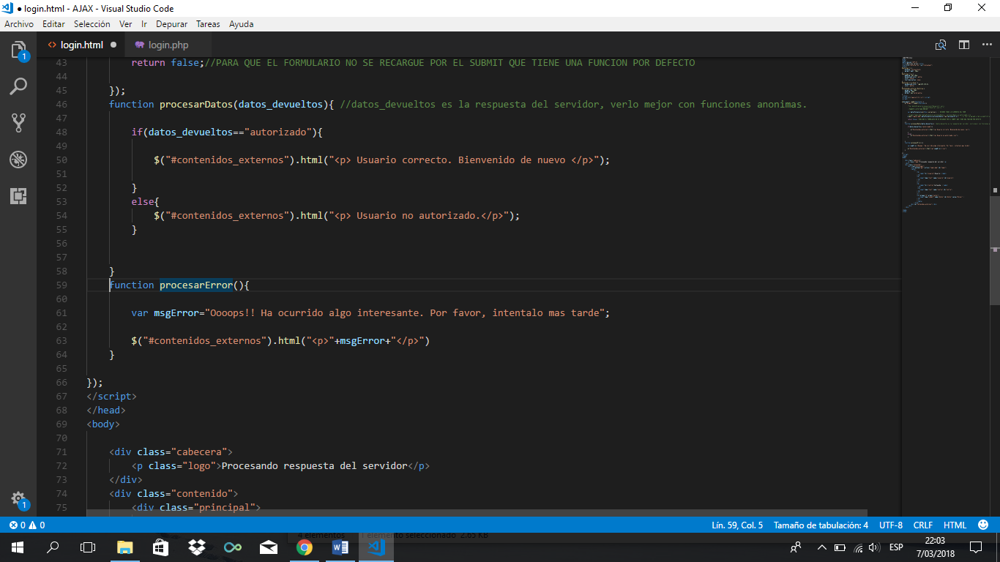 login.html - AJAX - Visual Studio Code
Archivo Editar Selección Ver Ir Depurar Tareas Ayuda
login.html login.php
43 return false;//PARA QUE EL FORMULARIO NO SE RECARGUE POR EL SUBMIT QUE TIENE UNA FUNCION POR DEFECTO
44
45 });
46 function procesarDatos(datos_devueltos){ //datos_devueltos es la respuesta del servidor, verlo mejor con funciones anonimas.
47
48 if(datos_devueltos=="autorizado"){
49
50 $("#contenidos_externos").html("<p> Usuario correcto. Bienvenido de nuevo </p>");
51
52 }
53 else{
54 $("#contenidos_externos").html("<p> Usuario no autorizado.</p>");
55 }
56
57
58 }
59 function procesarError(){
60
61 var msgError="Oooops!! Ha ocurrido algo interesante. Por favor, intentalo mas tarde";
62
63 $("#contenidos_externos").html("<p>"+msgError+"</p>")
64 }
65
66 });
67 </script>
68 </head>
69 <body>
70
71 <div class="cabecera">
72 <p class="logo">Procesando respuesta del servidor</p>
73 </div>
74 <div class="contenido">
75 <div class="principal">
1
1
0 0 Lín. 59, Col. 5 Tamaño de tabulación: 4 UTF-8 CRLF HTML
4 elementos 1 elemento seleccionado 2.65 KB
ESP
22:03
7/03/2018